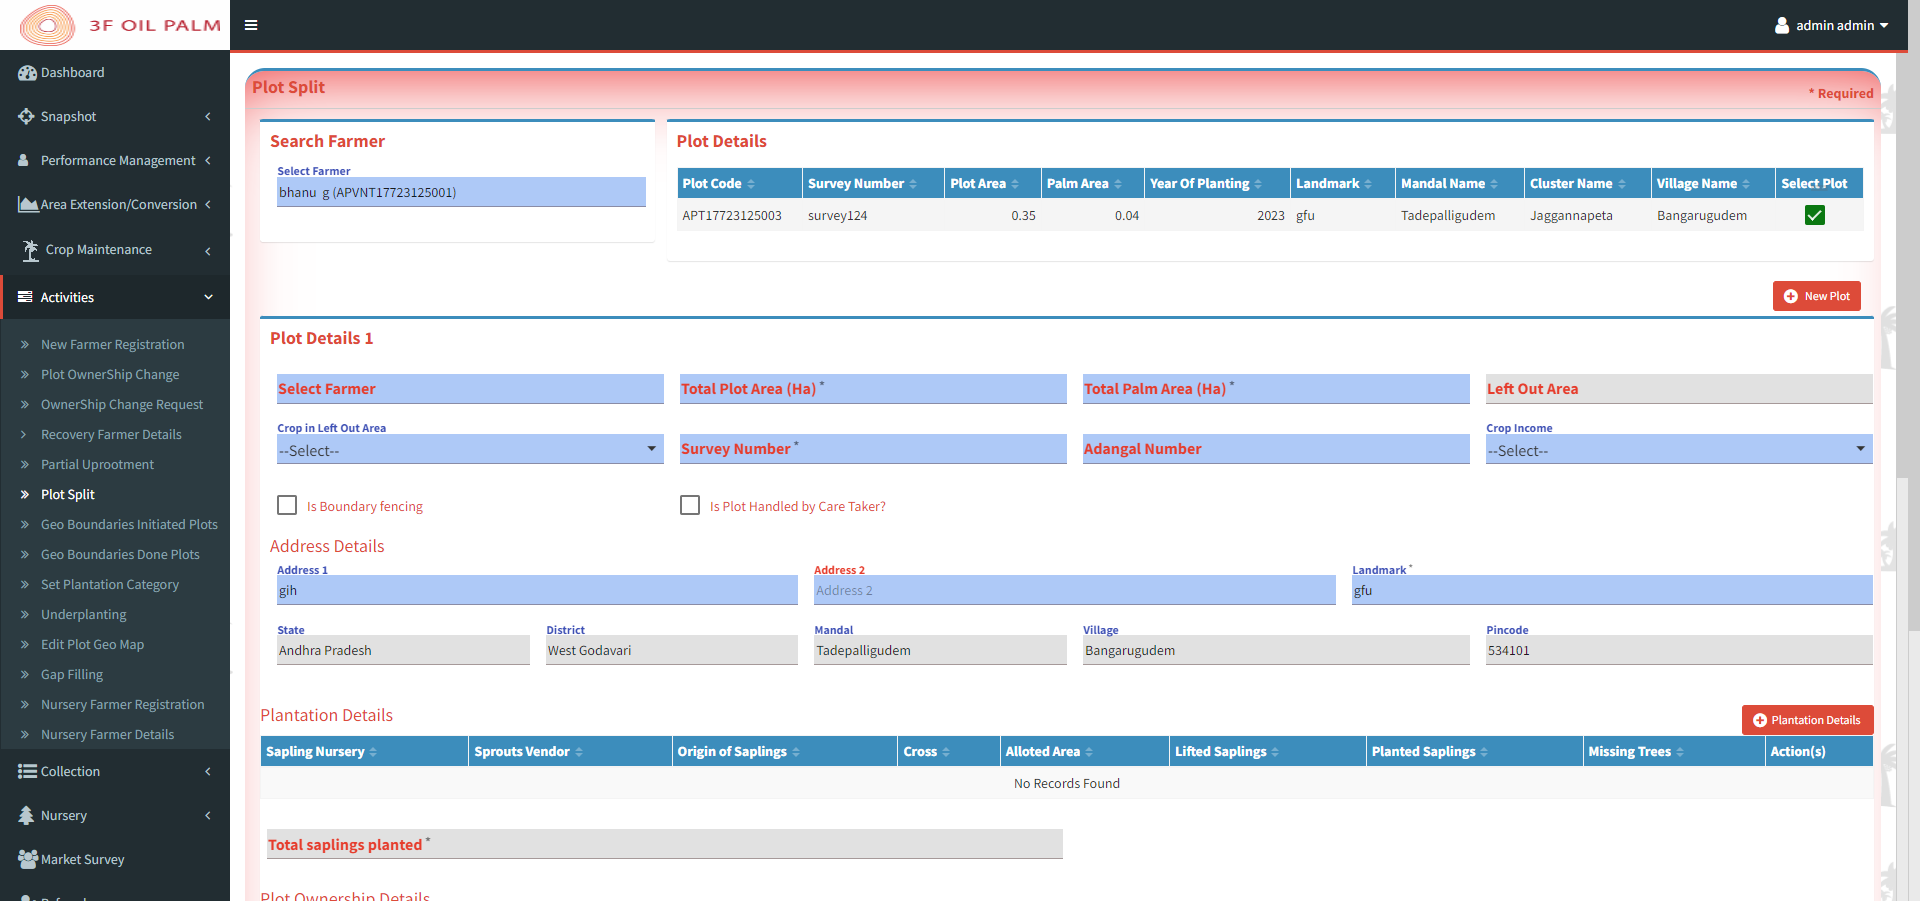 3F OIL PALM
admin admin
Dashboard
Snapshot
Performance Management
Area Extension/Conversion
Crop Maintenance
Activities
New Farmer Registration
Plot OwnerShip Change
OwnerShip Change Request
Recovery Farmer Details
Partial Uprootment
Plot Split
Geo Boundaries Initiated Plots
Geo Boundaries Done Plots
Set Plantation Category
Underplanting
Edit Plot Geo Map
Gap Filling
Nursery Farmer Registration
Nursery Farmer Details
Collection
Nursery
Market Survey
Plot Split
* Required
Search Farmer
Select Farmer
bhanu g (APVNT17723125001)
Plot Details
Plot Code Survey Number Plot Area Palm Area Year Of Planting Landmark Mandal Name Cluster Name Village Name Select Plot
APT17723125003 survey124 0.35 0.04 2023 gfu Tadepalligudem Jaggannapeta Bangarugudem
New Plot
Plot Details 1
Select Farmer Total Plot Area (Ha) * Total Palm Area (Ha) * Left Out Area
Crop in Left Out Area Crop Income
--Select-- Survey Number * Adangal Number --Select--
Is Boundary fencing Is Plot Handled by Care Taker?
Address Details
Address 1 Address 2 Landmark *
gih Address 2 gfu
State District Mandal Village Pincode
Andhra Pradesh West Godavari Tadepalligudem Bangarugudem 534101
Plantation Details
Plantation Details
Sapling Nursery Sprouts Vendor Origin of Saplings Cross Alloted Area Lifted Saplings Planted Saplings Missing Trees Action(s)
No Records Found
Total saplings planted *
Plot Ownership Details